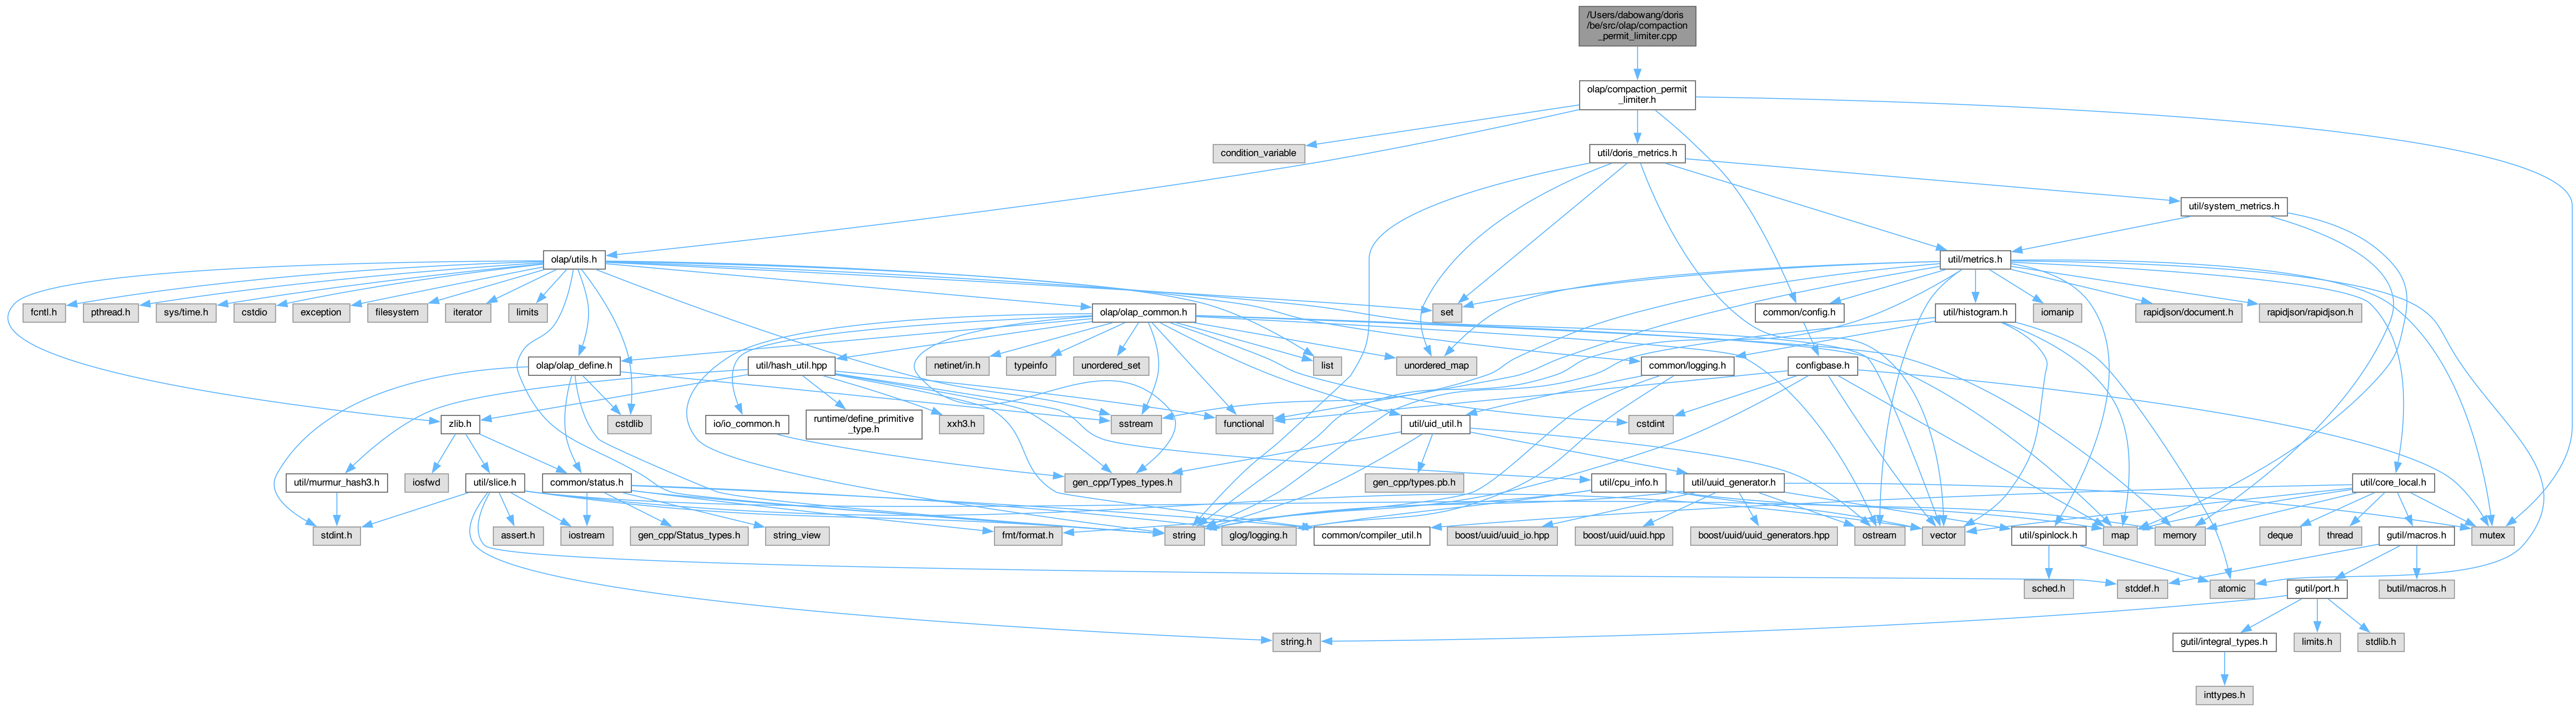 /Users/dabowang/doris
/be/src/olap/compaction
_permit_limiter.cpp
olap/compaction_permit
_limiter.h
condition_variable
util/doris_metrics.h
util/system_metrics.h
olap/utils.h
util/metrics.h
fcntl.h
pthread.h
sys/time.h
cstdio
exception
filesystem
iterator
limits
olap/olap_common.h
set
common/config.h
util/histogram.h
iomanip
rapidjson/document.h
rapidjson/rapidjson.h
olap/olap_define.h
util/hash_util.hpp
netinet/in.h
typeinfo
unordered_set
list
unordered_map
common/logging.h
configbase.h
zlib.h
cstdlib
io/io_common.h
runtime/define_primitive
_type.h
xxh3.h
sstream
functional
util/uid_util.h
cstdint
util/murmur_hash3.h
iosfwd
util/slice.h
common/status.h
gen_cpp/Types_types.h
gen_cpp/types.pb.h
util/cpu_info.h
util/uuid_generator.h
util/core_local.h
stdint.h
assert.h
iostream
gen_cpp/Status_types.h
string_view
fmt/format.h
string
glog/logging.h
common/compiler_util.h
boost/uuid/uuid_io.hpp
boost/uuid/uuid.hpp
boost/uuid/uuid_generators.hpp
ostream
vector
util/spinlock.h
map
memory
deque
thread
gutil/macros.h
mutex
sched.h
stddef.h
atomic
gutil/port.h
butil/macros.h
string.h
gutil/integral_types.h
limits.h
stdlib.h
inttypes.h